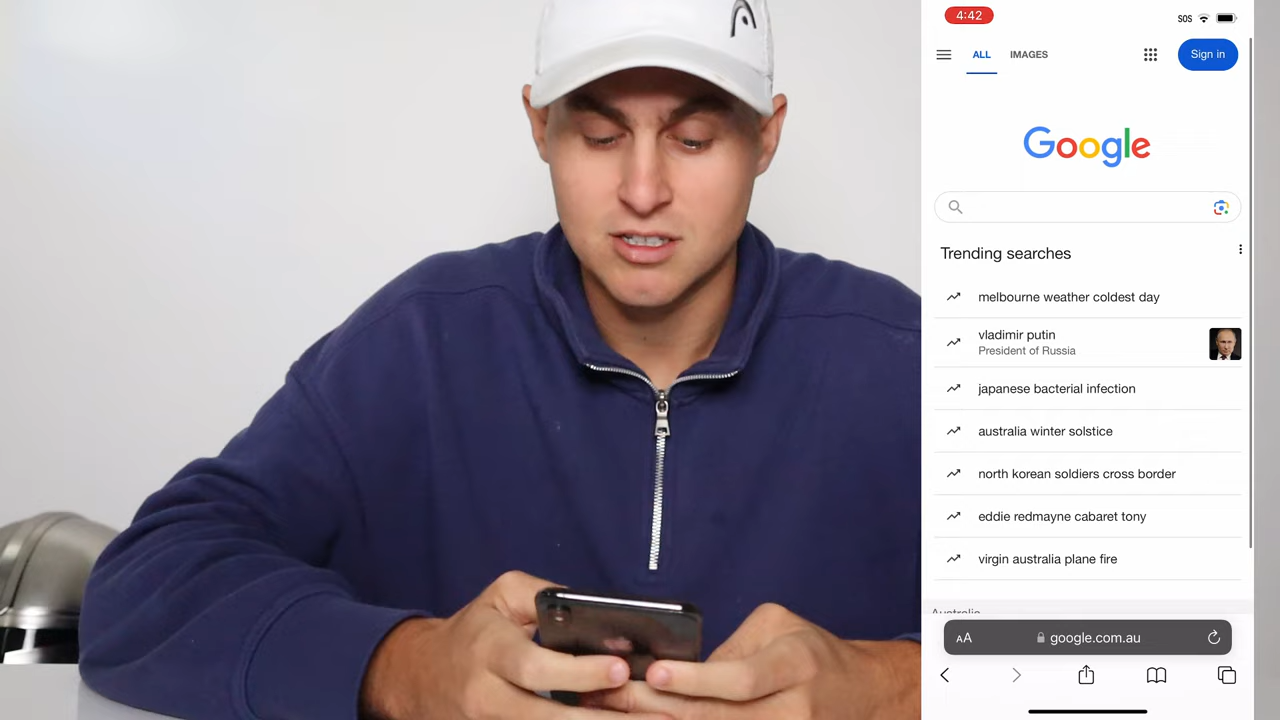 4:42
SOS
ALL IMAGES
Sign in
Google
Trending searches
melbourne weather coldest day
vladimir putin
President of Russia
japanese bacterial infection
australia winter solstice
north korean soldiers cross border
eddie redmayne cabaret tony
virgin australia plane fire
Australia
AA google.com.au